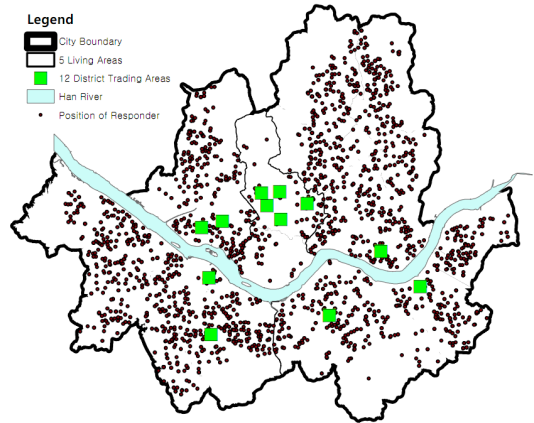 Legend
City Boundary
5 Living Areas
12 District Trading Areas
Han River
Position of Responder